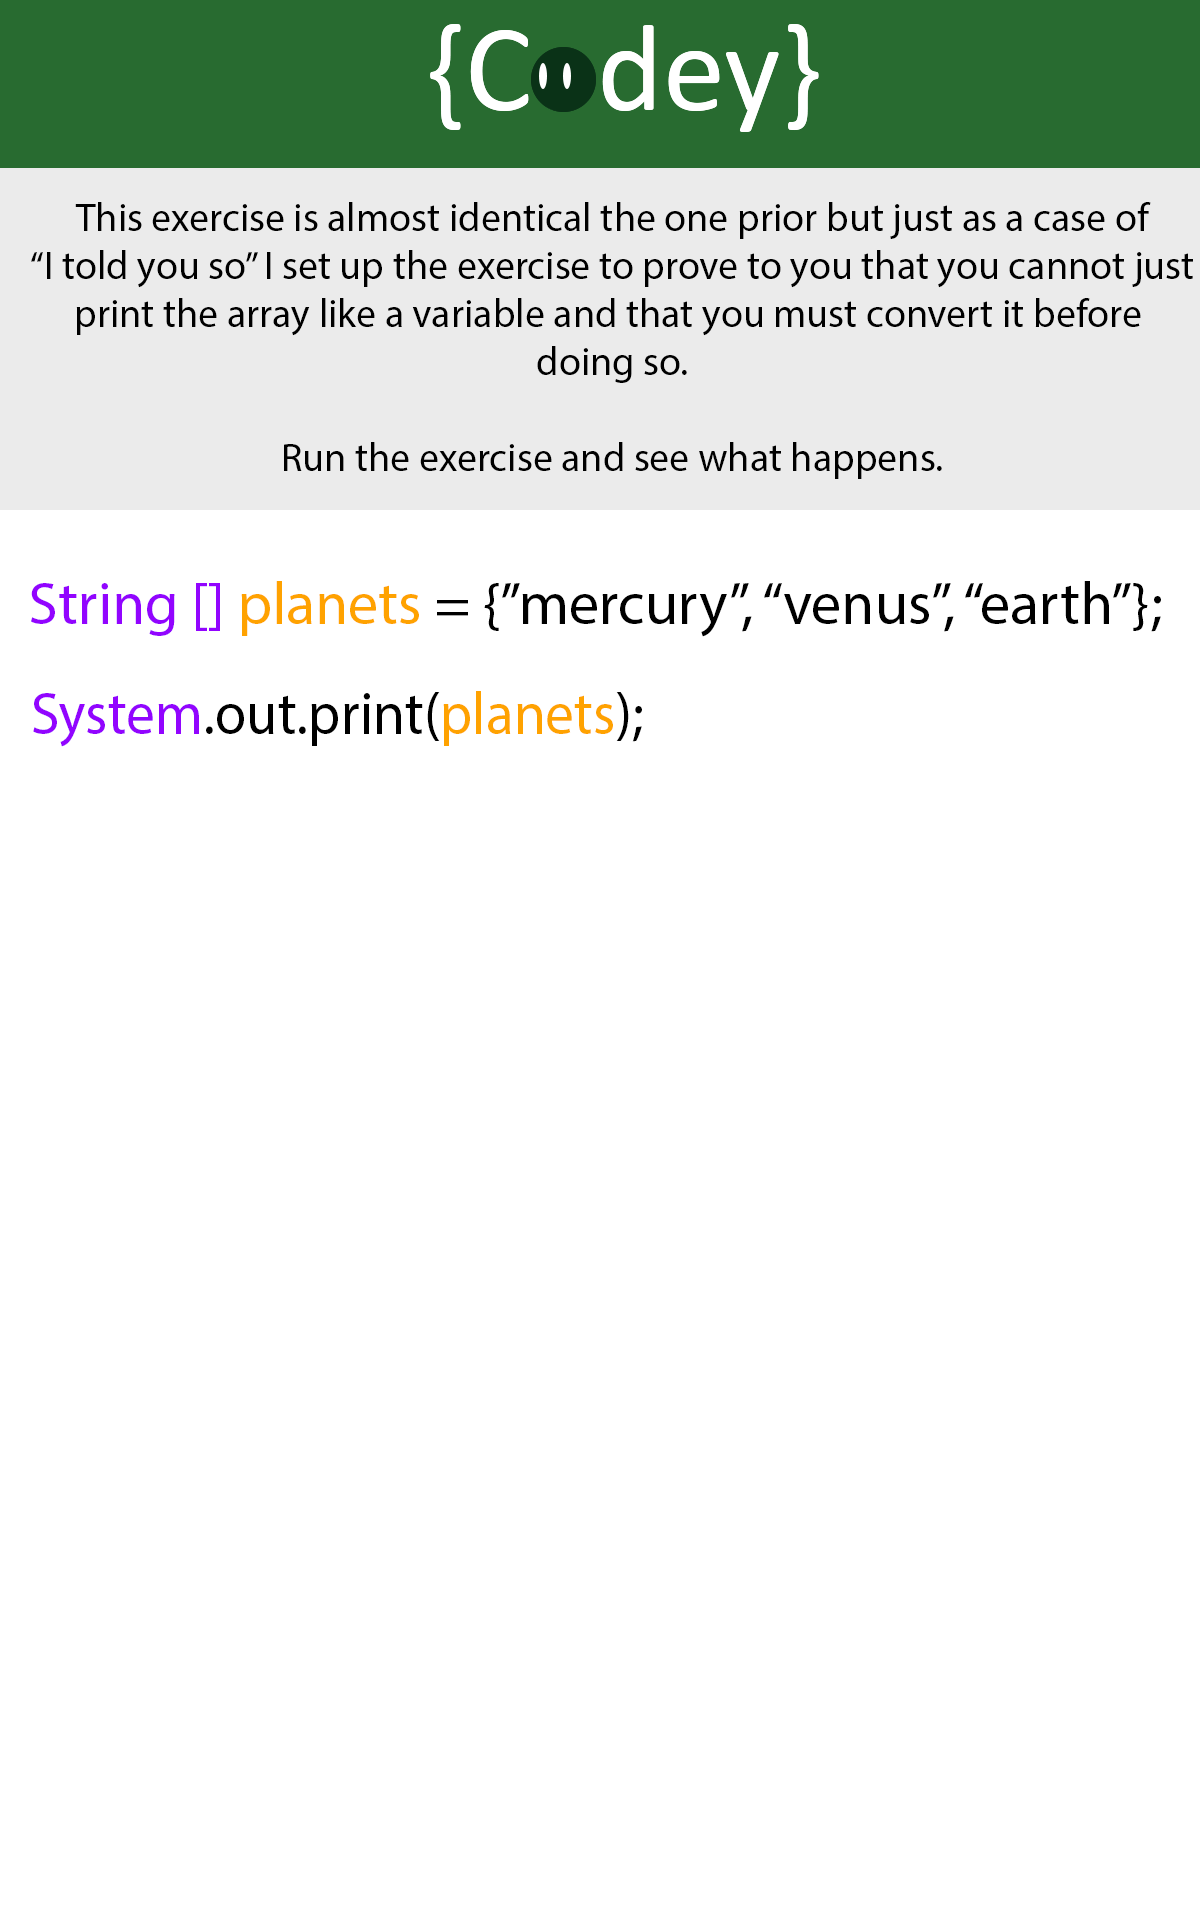 {Codey}
This exercise is almost identical the one prior but just as a case of
“I told you so” I set up the exercise to prove to you that you cannot just
print the array like a variable and that you must convert it before
doing so.
Run the exercise and see what happens.
String [] planets = {”mercury”, “venus”, “earth”};
System.out.print(planets);